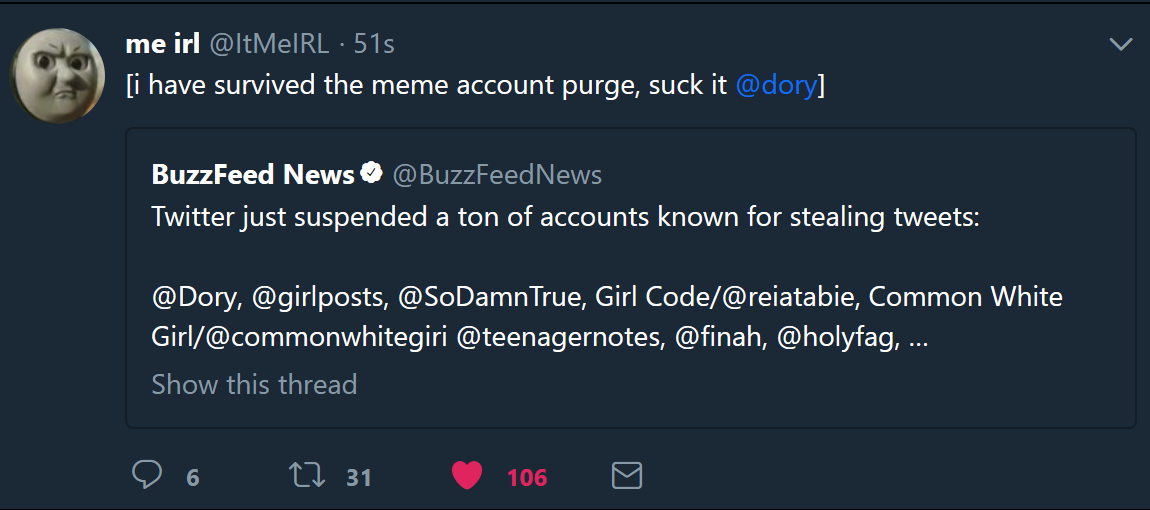 me irl @ItMeIRL · 51s
[i have survived the meme account purge, suck it @dory]
BuzzFeed News @BuzzFeedNews
Twitter just suspended a ton of accounts known for stealing tweets:
@Dory, @girlposts, @SoDamnTrue, Girl Code/@reiatabie, Common White
Girl/@commonwhitegiri @teenagernotes, @finah, @holyfag, ...
Show this thread
6 31 106